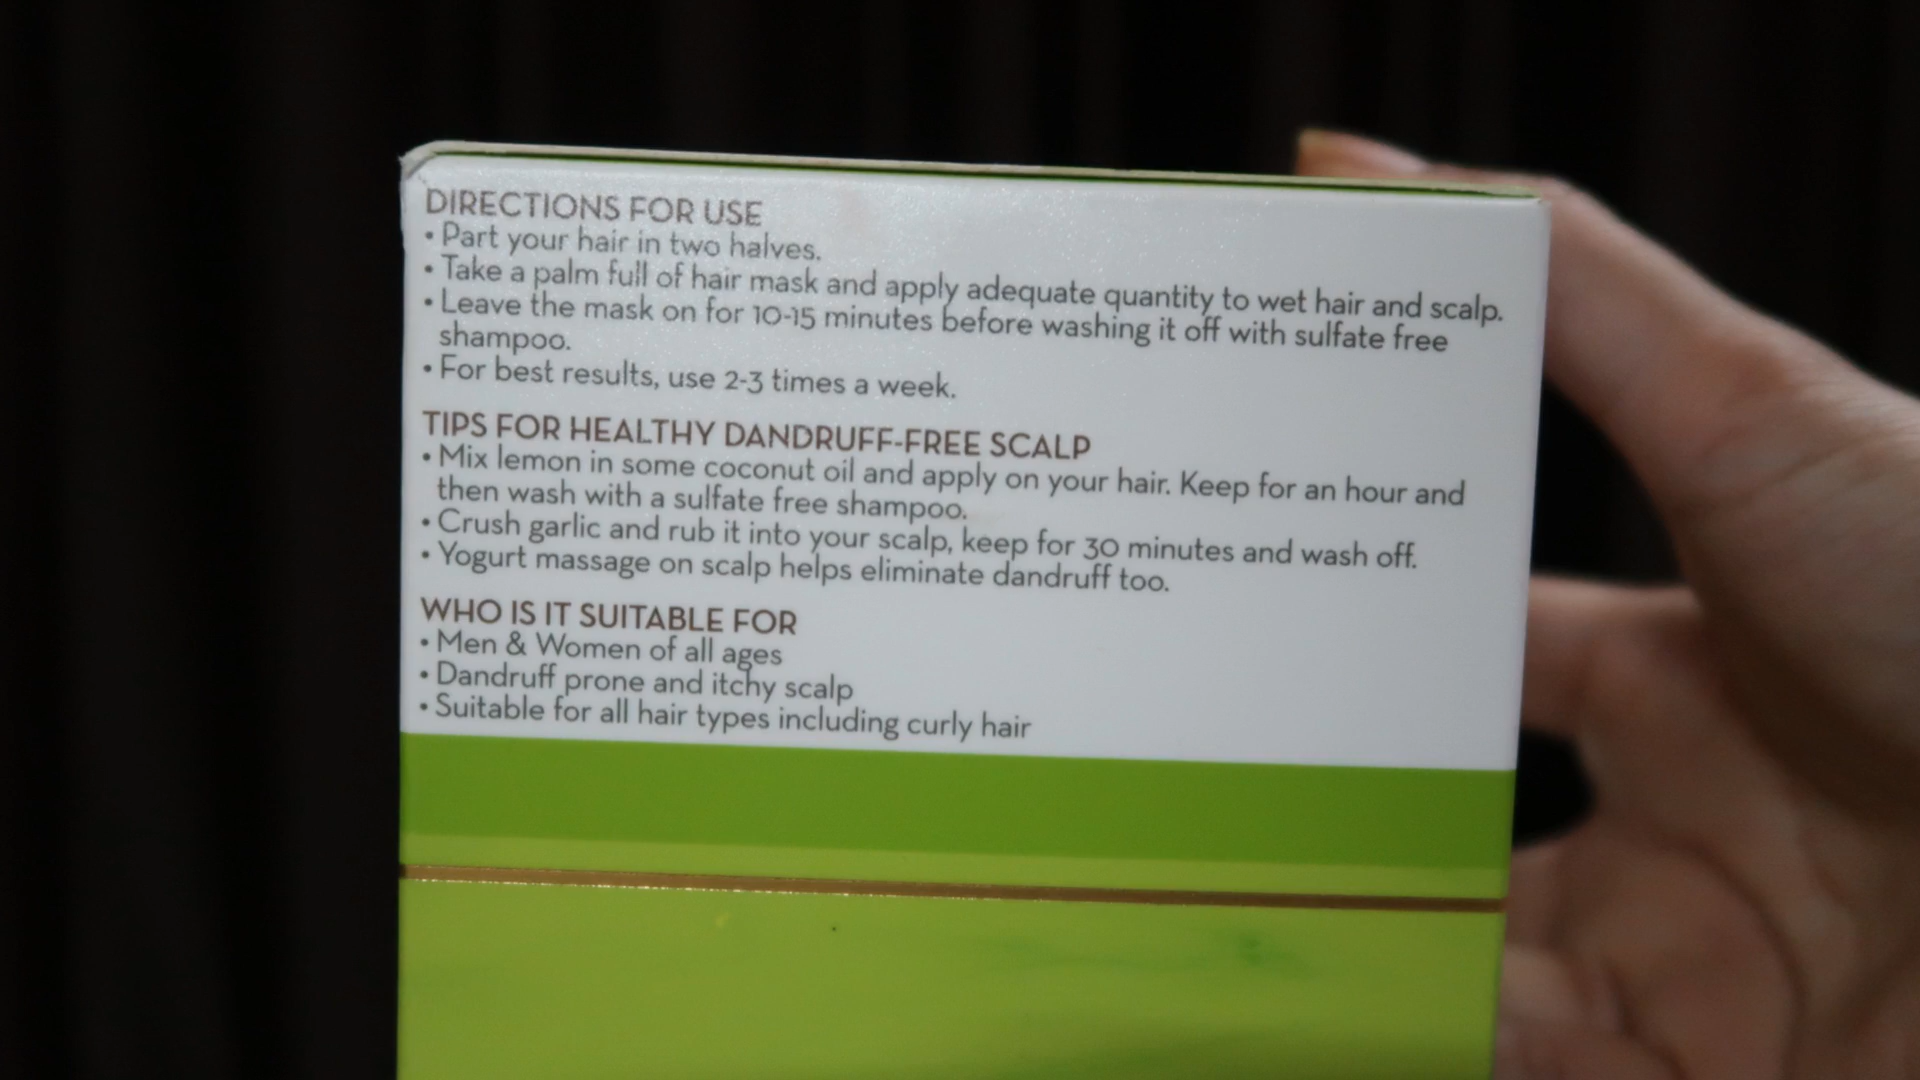 DIRECTIONS FOR USE
• Part your hair in two halves.
• Take a palm full of hair mask and apply adequate quantity to wet hair and scalp.
• Leave the mask on for 10-15 minutes before washing it off with sulfate free
shampoo.
• For best results, use 2-3 times a week.
TIPS FOR HEALTHY DANDRUFF-FREE SCALP
• Mix lemon in some coconut oil and apply on your hair. Keep for an hour and
then wash with a sulfate free shampoo.
• Crush garlic and rub it into your scalp, keep for 30 minutes and wash off.
• Yogurt massage on scalp helps eliminate dandruff too.
WHO IS IT SUITABLE FOR
• Men & Women of all ages
• Dandruff prone and itchy scalp
• Suitable for all hair types including curly hair